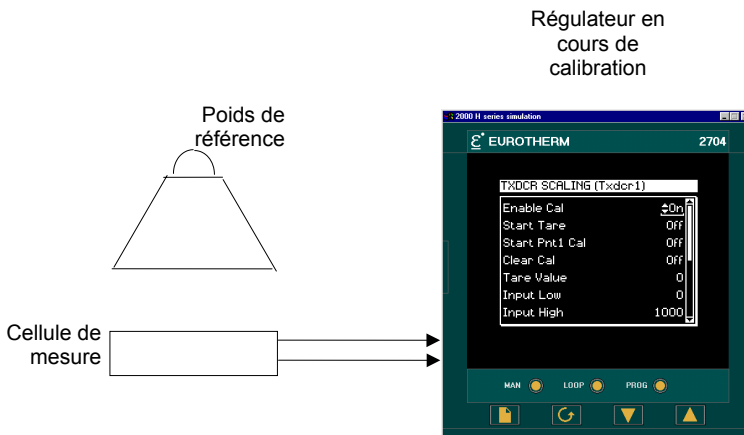 Régulateur en
cours de
calibration
Poids de
référence
Cellule de
mesure
2000 H series simulation
EUROTHERM 2704
TXDCR SCALING (Txdcr1)
Enable Cal On
Start Tare Off
Start Pnt1 Cal Off
Clear Cal Off
Tare Value 0
Input Low 0
Input High 1000
MAN LOOP PROG